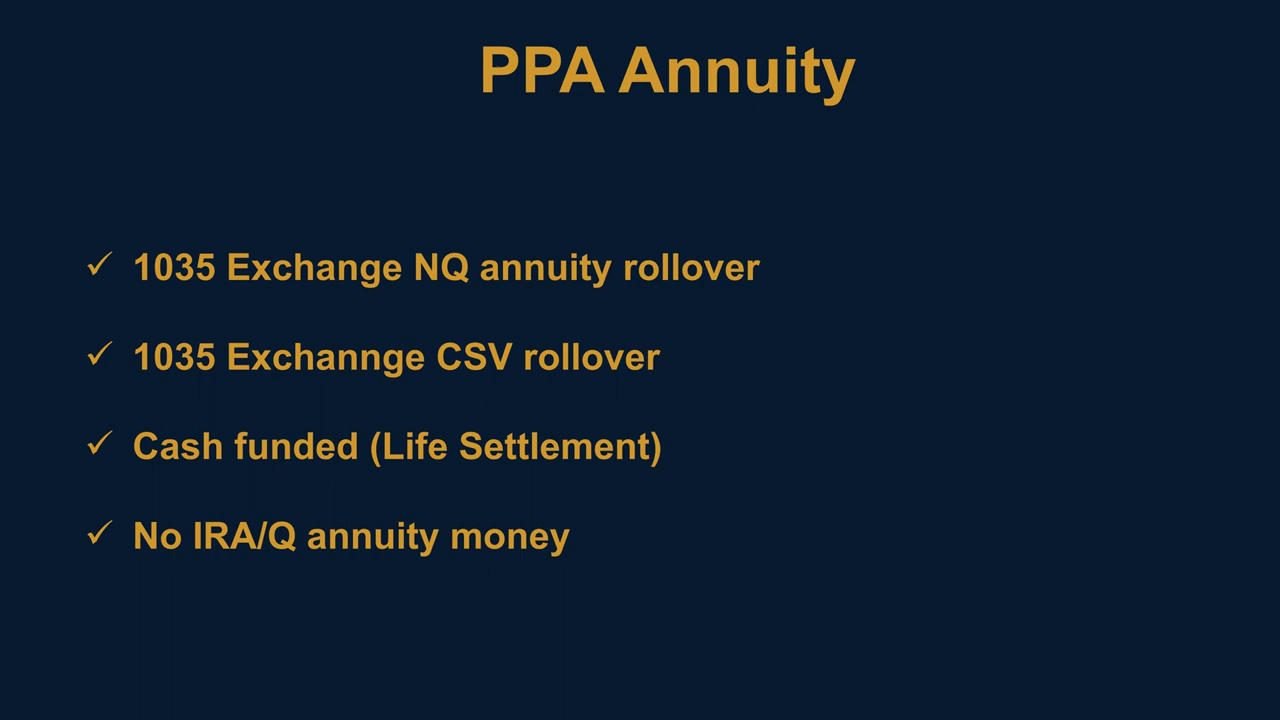 PPA Annuity
✓ 1035 Exchange NQ annuity rollover
✓ 1035 Exchannge CSV rollover
✓ Cash funded (Life Settlement)
✓ No IRA/Q annuity money